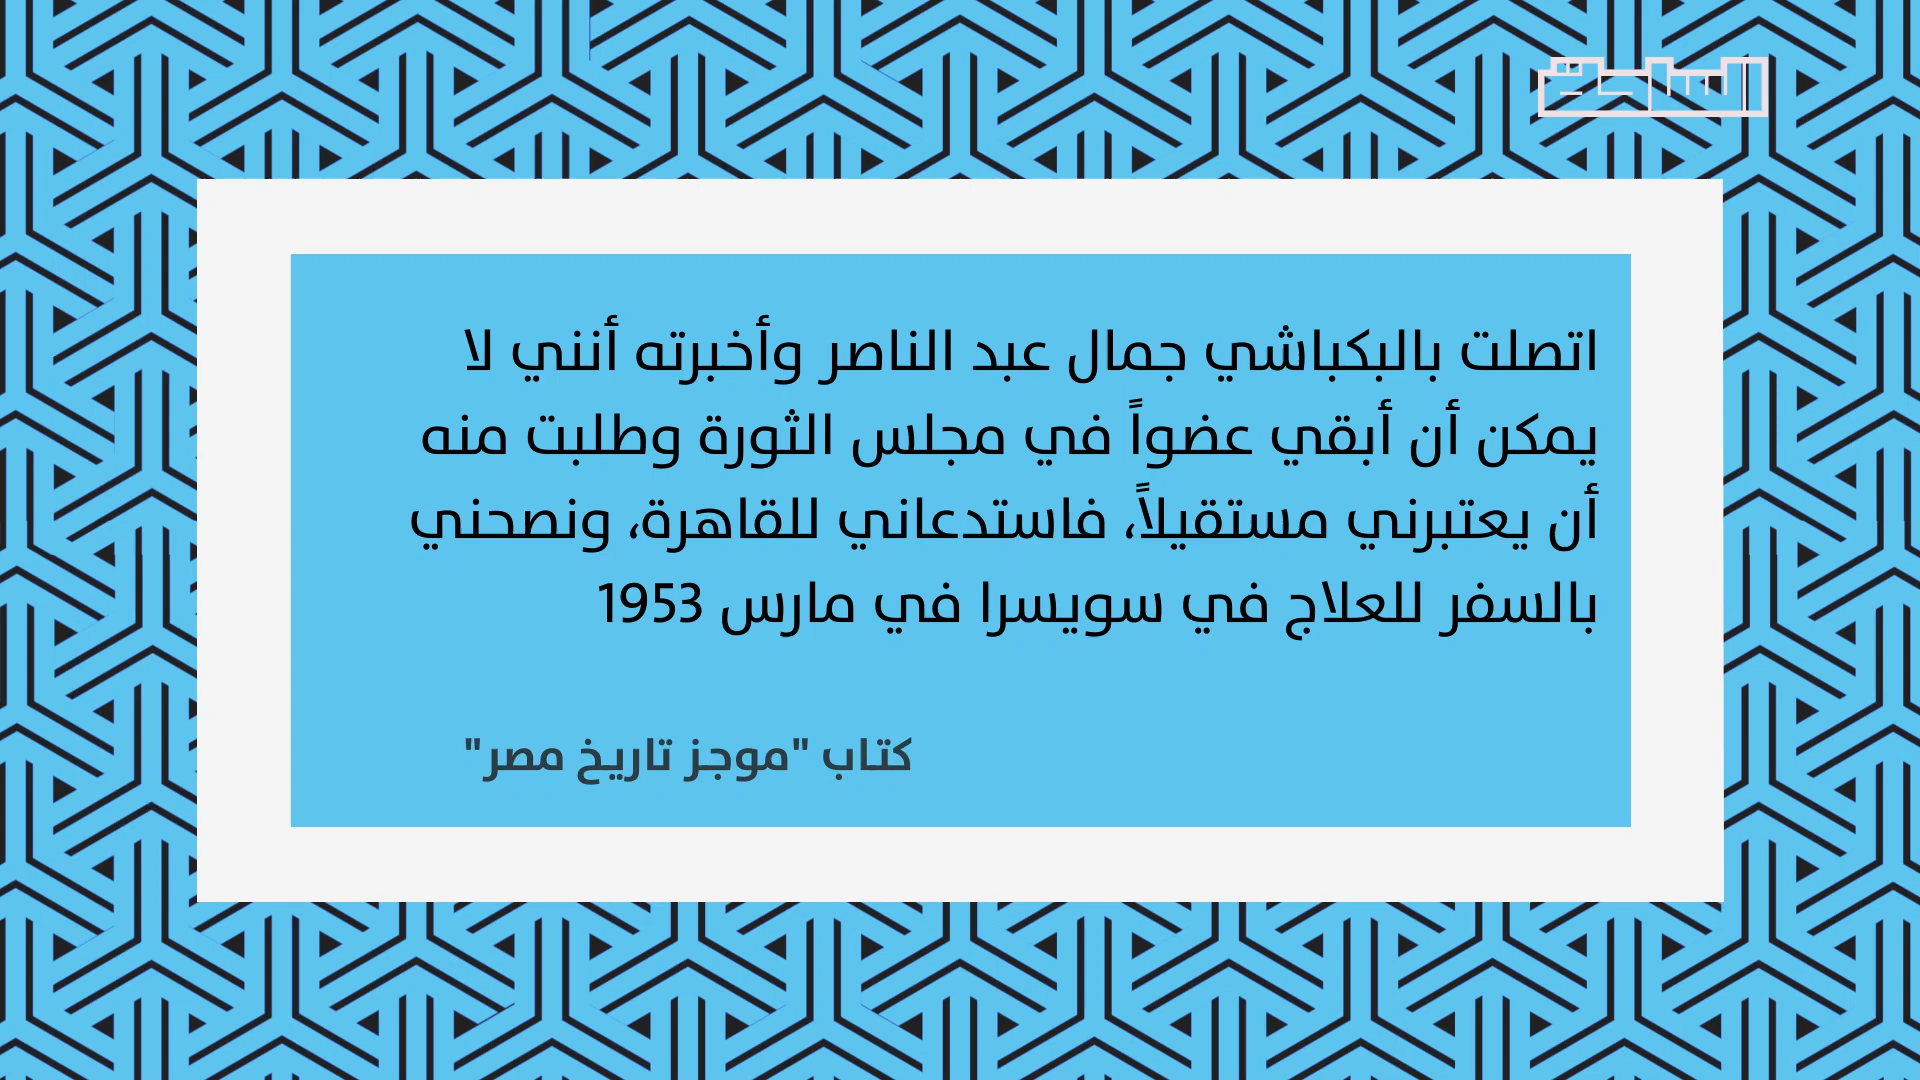 اتصلت بالبكباشي جمال عبد الناصر وأخبرته أنني لا
يمكن أن أبقي عضواً في مجلس الثورة وطلبت منه
أن يعتبرني مستقيلاً، فاستدعاني للقاهرة، ونصحني
بالسفر للعلاج في سويسرا في مارس 1953
كتاب "موجز تاريخ مصر"